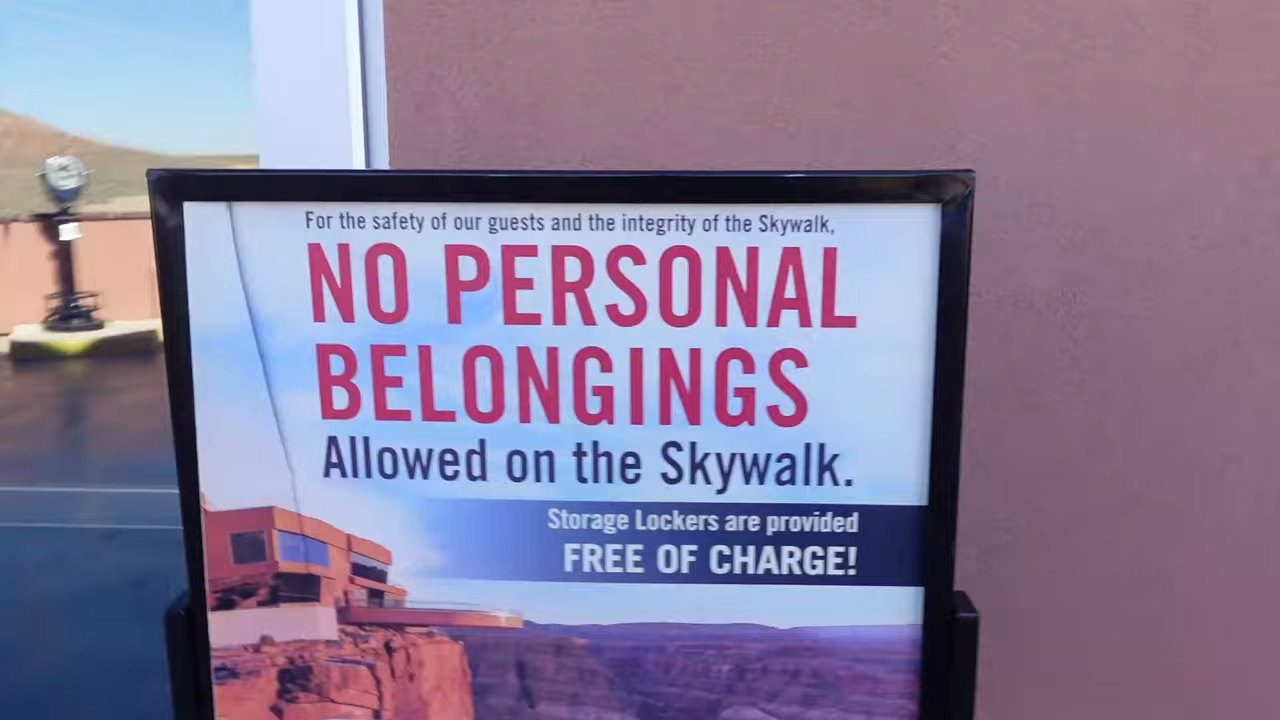 For the safety of our guests and the integrity of the Skywalk,
NO PERSONAL
BELONGINGS
Allowed on the Skywalk.
Storage Lockers are provided
FREE OF CHARGE!